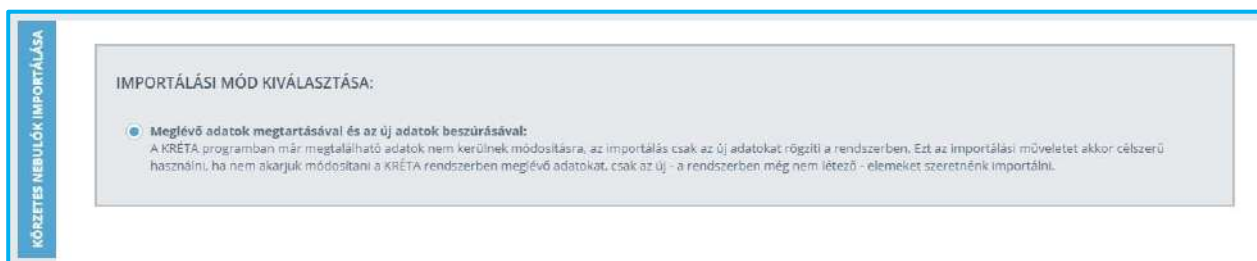 KÖRZETES NEBULÓK IMPORTÁLÁSA
IMPORTÁLÁSI MÓD KIVÁLASZTÁSA:
Meglévő adatok megtartásával és az új adatok beszúrásával:
A KRÉTA programban már megtalálható adatok nem kerülnek módosításra, az importálás csak az új adatokat rögzíti a rendszerben. Ezt az importálási műveletet akkor célszerű
használni, ha nem akarjuk módosítani a KRÉTA rendszerben meglévő adatokat, csak az új - a rendszerben még nem létező - elemeket szeretnénk importálni.